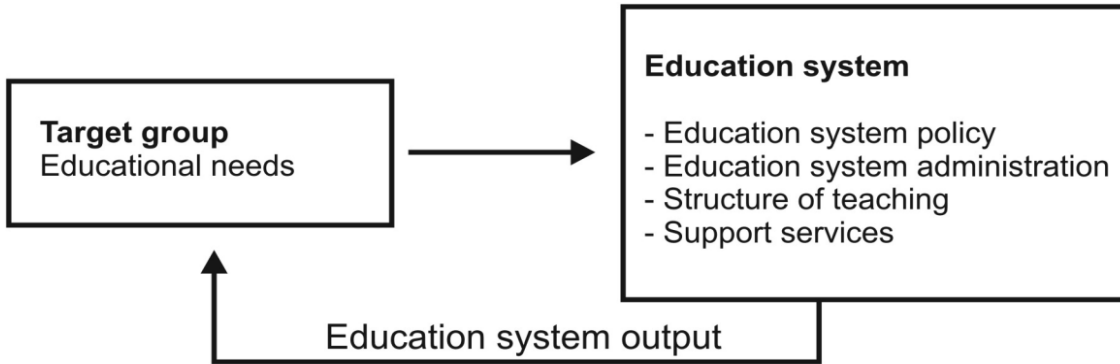 Target group
Educational needs
Education system
- Education system policy
- Education system administration
- Structure of teaching
- Support services
Education system output